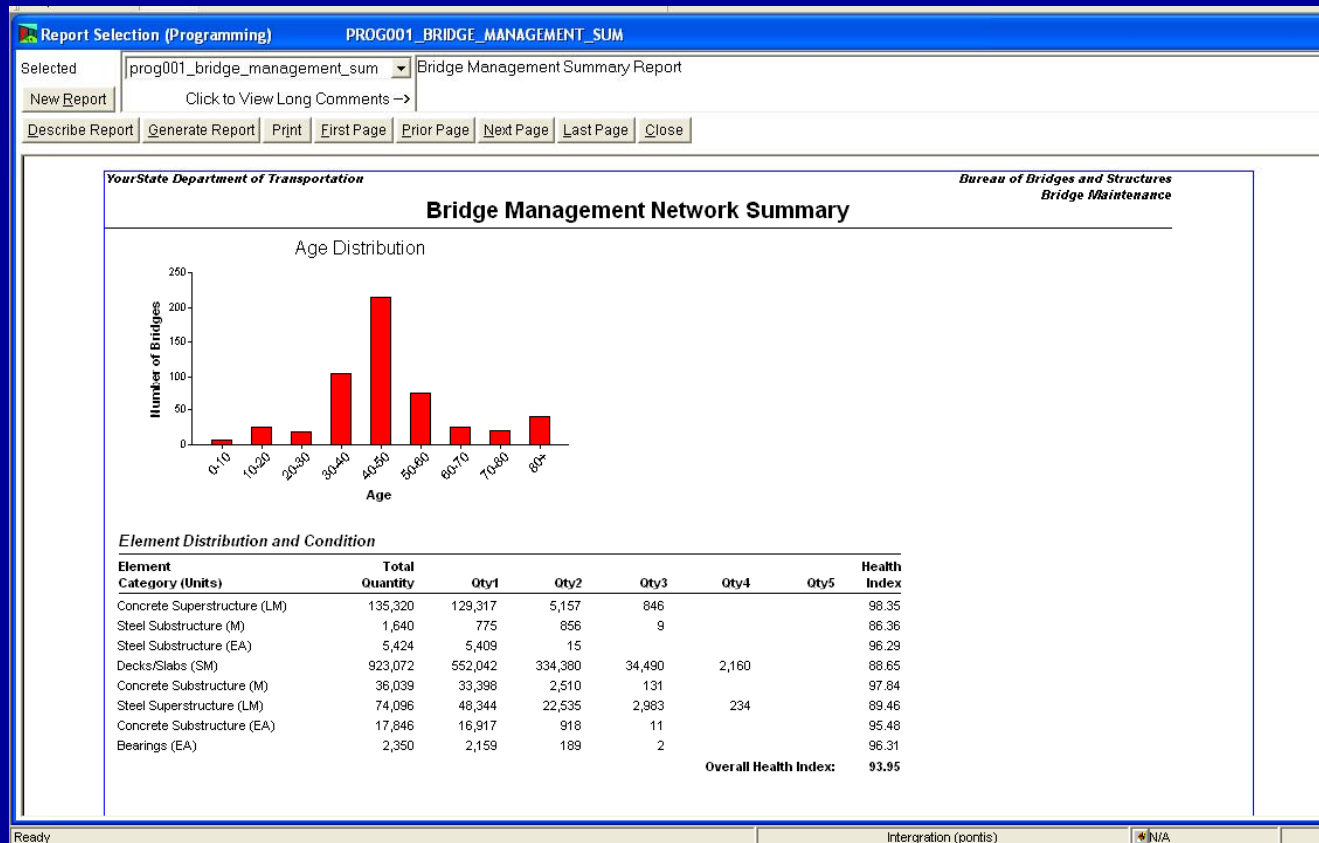 Report Selection (Programming) PROG001_BRIDGE_MANAGEMENT_SUM
Selected prog001_bridge_management_sum Bridge Management Summary Report
New Report Click to View Long Comments -->
Describe Report Generate Report Print First Page Prior Page Next Page Last Page Close
YourState Department of Transportation Bureau of Bridges and Structures
Bridge Maintenance
Bridge Management Network Summary
Age Distribution
250
200
150
100
50
0
Number of Bridges
0-10 10-20 20-30 30-40 40-50 50-60 60-70 70-80 80+
Age
Element Distribution and Condition
Element Total Health
Category (Units) Quantity Qty1 Qty2 Qty3 Qty4 Qty5 Index
Concrete Superstructure (LM) 135,320 129,317 5,157 846 98.35
Steel Substructure (M) 1,640 775 856 9 86.36
Steel Substructure (EA) 5,424 5,409 15 96.29
Decks/Slabs (SM) 923,072 552,042 334,380 34,490 2,160 88.65
Concrete Substructure (M) 36,039 33,398 2,510 131 97.84
Steel Superstructure (LM) 74,096 48,344 22,535 2,983 234 89.46
Concrete Substructure (EA) 17,846 16,917 918 11 95.48
Bearings (EA) 2,350 2,159 189 2 96.31
Overall Health Index: 93.95
Ready Intergration (pontis) N/A